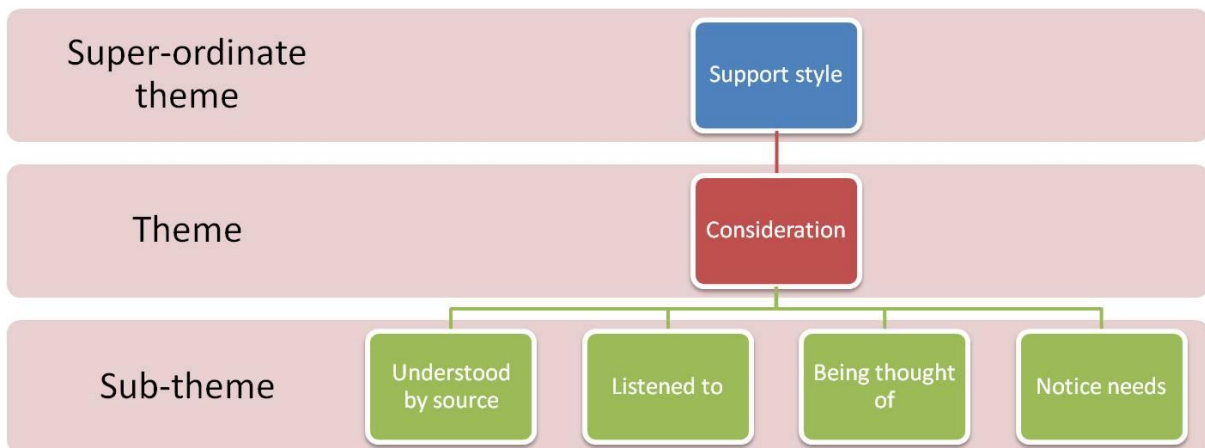 Super-ordinate
theme
Support style
Theme
Consideration
Sub-theme
Understood
by source
Listened to
Being thought
of
Notice needs